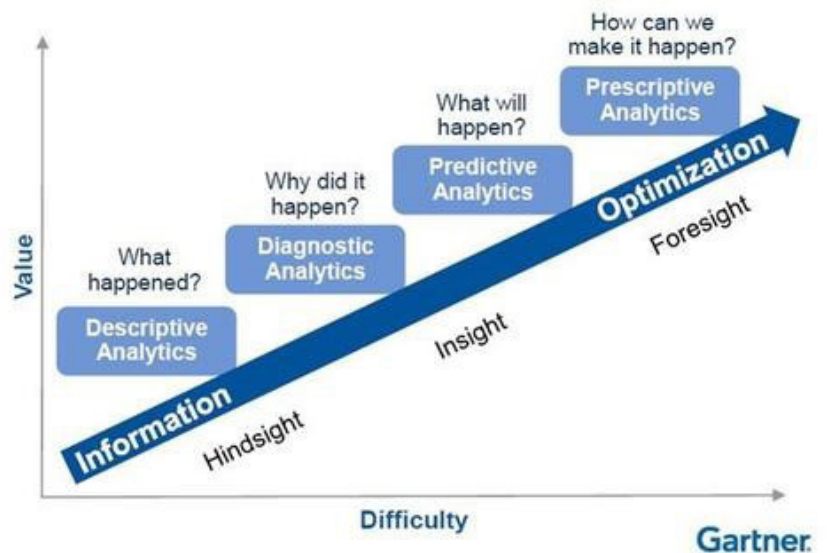 How can we
make it happen?
Prescriptive
Analytics
What will
happen?
Predictive
Analytics
Optimization
Foresight
Why did it
happen?
Diagnostic
Analytics
Insight
What
happened?
Descriptive
Analytics
Information
Hindsight
Value
Difficulty
Gartner.